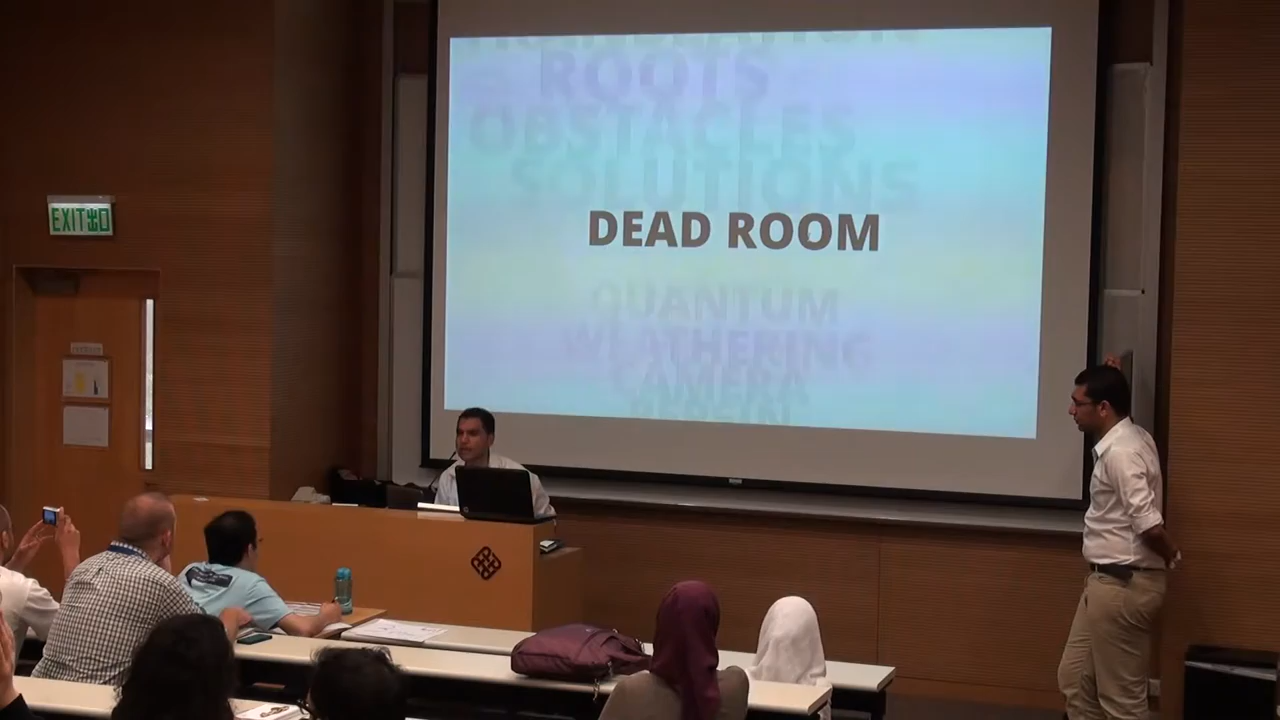 ROOTS
OBSTACLES
SOLUTIONS
DEAD ROOM
QUANTUM
WEATHERING
CAMERA
EXIT出口